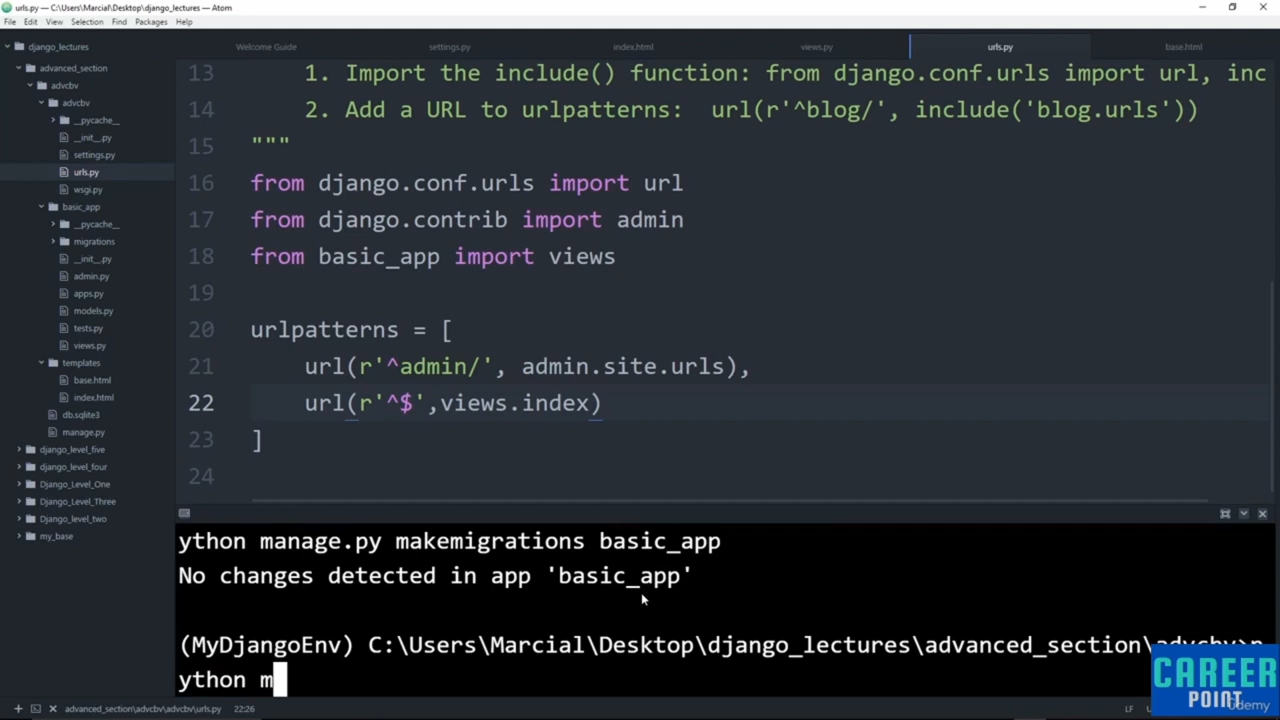 urls.py — C:\Users\Marcial\Desktop\django_lectures — Atom
File Edit View Selection Find Packages Help
django_lectures
advanced_section
advcbv
advcbv
__pycache__
__init__.py
settings.py
urls.py
wsgi.py
basic_app
__pycache__
migrations
__init__.py
admin.py
apps.py
models.py
tests.py
views.py
templates
base.html
index.html
db.sqlite3
manage.py
django_level_five
django_level_four
Django_Level_One
Django_Level_Three
Django_level_two
my_base
Welcome Guide settings.py index.html views.py urls.py base.html
13 1. Import the include() function: from django.conf.urls import url, inc
14 2. Add a URL to urlpatterns: url(r'^blog/', include('blog.urls'))
15 """
16 from django.conf.urls import url
17 from django.contrib import admin
18 from basic_app import views
19
20 urlpatterns = [
21 url(r'^admin/', admin.site.urls),
22 url(r'^$',views.index)
23 ]
24
ython manage.py makemigrations basic_app
No changes detected in app 'basic_app'
(MyDjangoEnv) C:\Users\Marcial\Desktop\django_lectures\advanced_section\advcbv>p
ython m
advanced_section\advcbv\advcbv\urls.py 22:26 LF
CAREER
POINT
Udemy